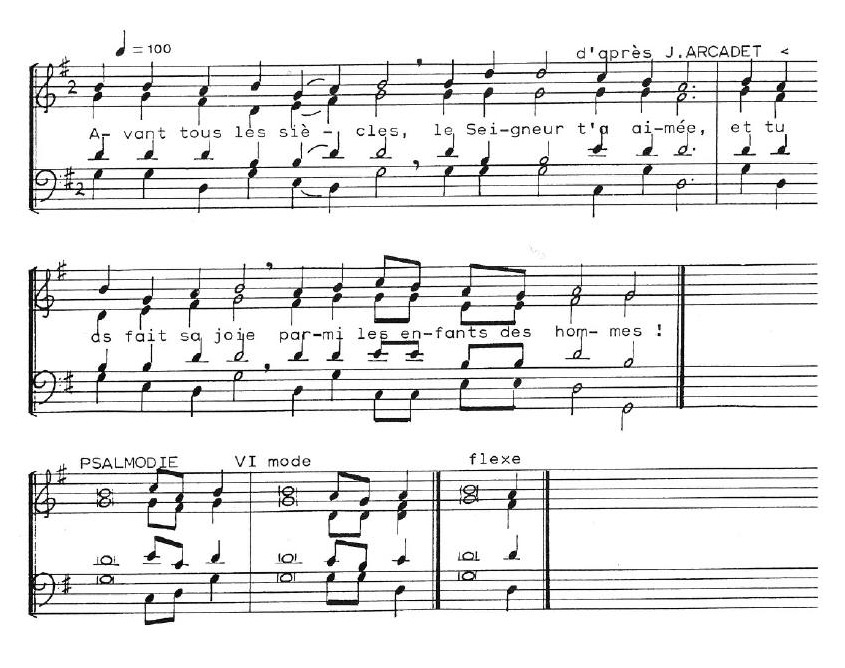 ♩ = 100
d'après J.ARCADET <
A- vant tous les siè - cles, le Sei-gneur t'a ai-mée, et tu
as fait sa joie par-mi les en-fants des hom- mes !
PSALMODIE VI mode flexe